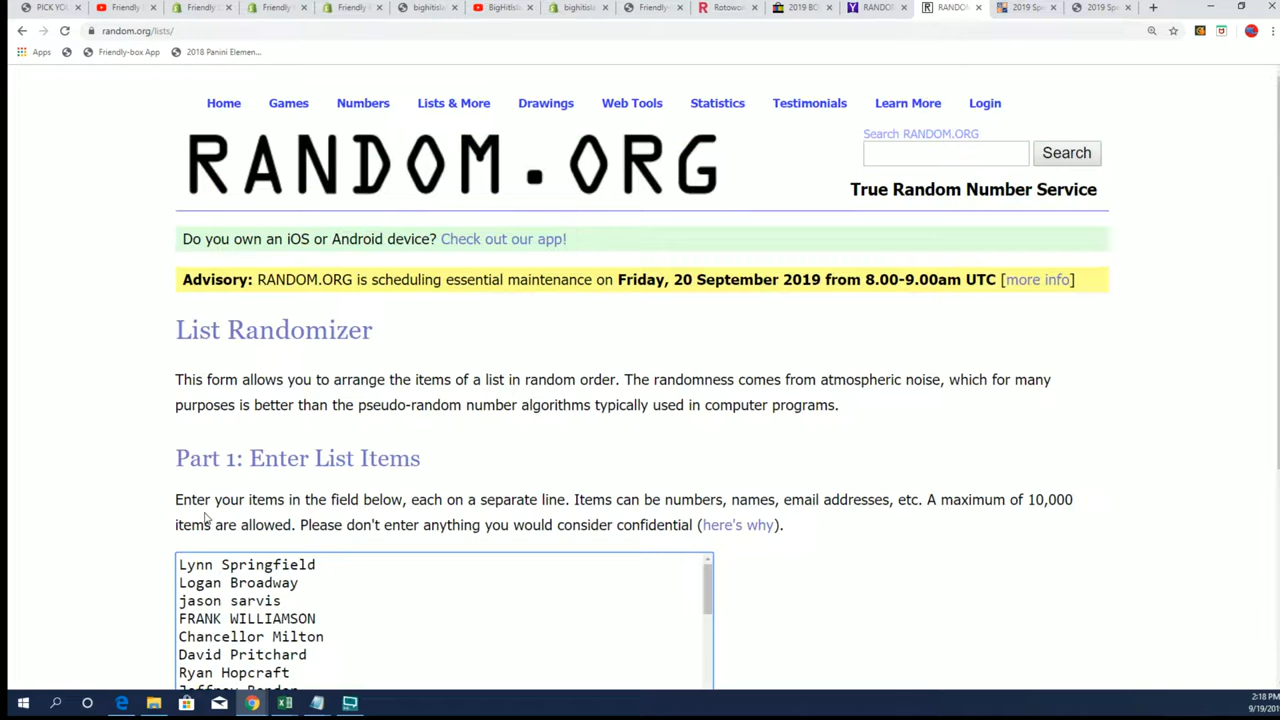 PICK YO
Friendly
Friendly
Friendly
Friendly
bighitisla
BigHitisla
bighitisla
Friendly-
Rotowor
2019 BO
RANDO
RANDO
2019 Spe
2019 Spe
random.org/lists/
Apps
Friendly-box App
2018 Panini Elemen...
Home
Games
Numbers
Lists & More
Drawings
Web Tools
Statistics
Testimonials
Learn More
Login
RANDOM.ORG
Search RANDOM.ORG
Search
True Random Number Service
Do you own an iOS or Android device? Check out our app!
Advisory: RANDOM.ORG is scheduling essential maintenance on Friday, 20 September 2019 from 8.00-9.00am UTC [more info]
List Randomizer
This form allows you to arrange the items of a list in random order. The randomness comes from atmospheric noise, which for many
purposes is better than the pseudo-random number algorithms typically used in computer programs.
Part 1: Enter List Items
Enter your items in the field below, each on a separate line. Items can be numbers, names, email addresses, etc. A maximum of 10,000
items are allowed. Please don't enter anything you would consider confidential (here's why).
Lynn Springfield
Logan Broadway
jason sarvis
FRANK WILLIAMSON
Chancellor Milton
David Pritchard
Ryan Hopcraft
2:18 PM
9/19/201